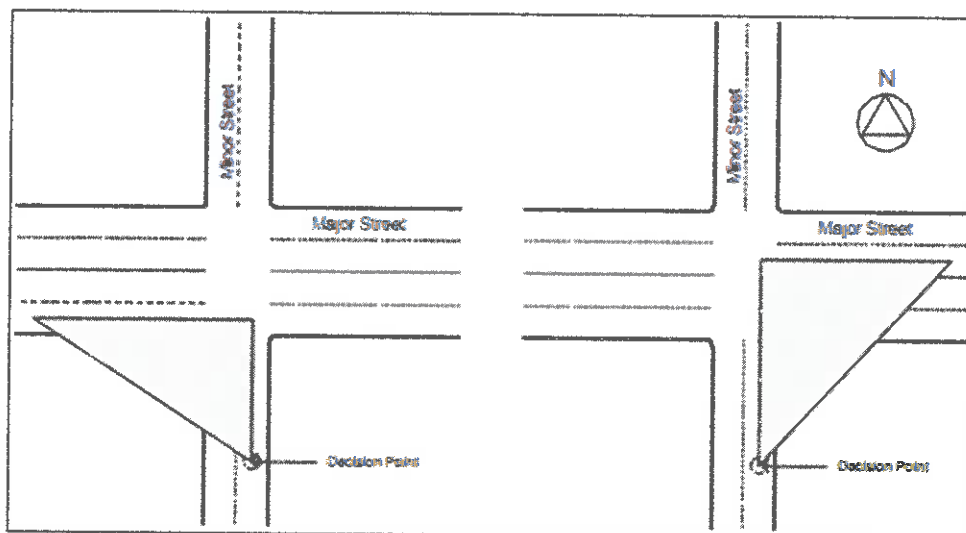 Minor Street
Minor Street
N
Major Street
Major Street
Decision Point
Decision Point